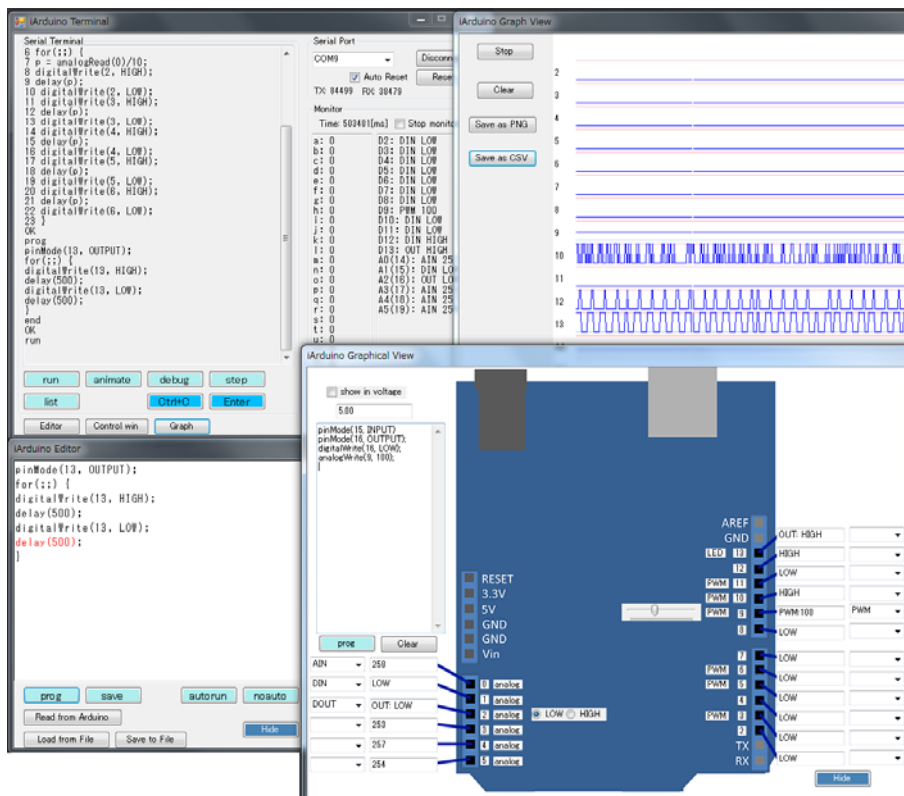 iArduino Terminal
Serial Terminal
6 for(;;) {
7 p = analogRead(0)/10;
8 digitalWrite(2, HIGH);
9 delay(p);
10 digitalWrite(2, LOW);
11 digitalWrite(3, HIGH);
12 delay(p);
13 digitalWrite(3, LOW);
14 digitalWrite(4, HIGH);
15 delay(p);
16 digitalWrite(4, LOW);
17 digitalWrite(5, HIGH);
18 delay(p);
19 digitalWrite(5, LOW);
20 digitalWrite(6, HIGH);
21 delay(p);
22 digitalWrite(6, LOW);
23 }
OK
prog
pinMode(13, OUTPUT);
for(;;) {
digitalWrite(13, HIGH);
delay(500);
digitalWrite(13, LOW);
delay(500);
}
end
OK
run
run animate debug step
list Ctrl+C Enter
Editor Control win Graph
Serial Port
COM9 Disconn
Auto Reset Rese
TX: 84499 RX: 38479
Monitor
Time: 503481[ms] Stop monito
a: 0 D2: DIN LOW
b: 0 D3: DIN LOW
c: 0 D4: DIN LOW
d: 0 D5: DIN LOW
e: 0 D6: DIN LOW
f: 0 D7: DIN LOW
g: 0 D8: DIN LOW
h: 0 D9: PWM 100
i: 0 D10: DIN LOW
j: 0 D11: DIN LOW
k: 0 D12: DIN HIGH
l: 0 D13: OUT HIGH
m: 0 A0(14): AIN 25
n: 0 A1(15): DIN LO
o: 0 A2(16): OUT LO
p: 0 A3(17): AIN 25
q: 0 A4(18): AIN 25
r: 0 A5(19): AIN 25
s: 0
t: 0
u: 0
iArduino Graph View
Stop
Clear
Save as PNG
Save as CSV
2
3
4
5
6
7
8
9
10
11
12
13
iArduino Editor
pinMode(13, OUTPUT);
for(;;) {
digitalWrite(13, HIGH);
delay(500);
digitalWrite(13, LOW);
delay(500);
}
prog save autorun noauto
Read from Arduino
Hide
Load from File Save to File
iArduino Graphical View
show in voltage
5.00
pinMode(15, INPUT)
pinMode(16, OUTPUT);
digitalWrite(16, LOW);
analogWrite(9, 100);
prog Clear
AIN 258
DIN LOW
DOUT OUT: LOW
253
257
254
RESET
3.3V
5V
GND
GND
Vin
0 analog
1 analog
2 analog LOW HIGH
3 analog
4 analog
5 analog
AREF
GND
LED 13 OUT: HIGH
12 HIGH
PWM 11 LOW
PWM 10 HIGH
PWM 9 PWM:100 PWM
8 LOW
7 LOW
PWM 6 LOW
PWM 5 LOW
4 LOW
PWM 3 LOW
2 LOW
TX
RX
Hide